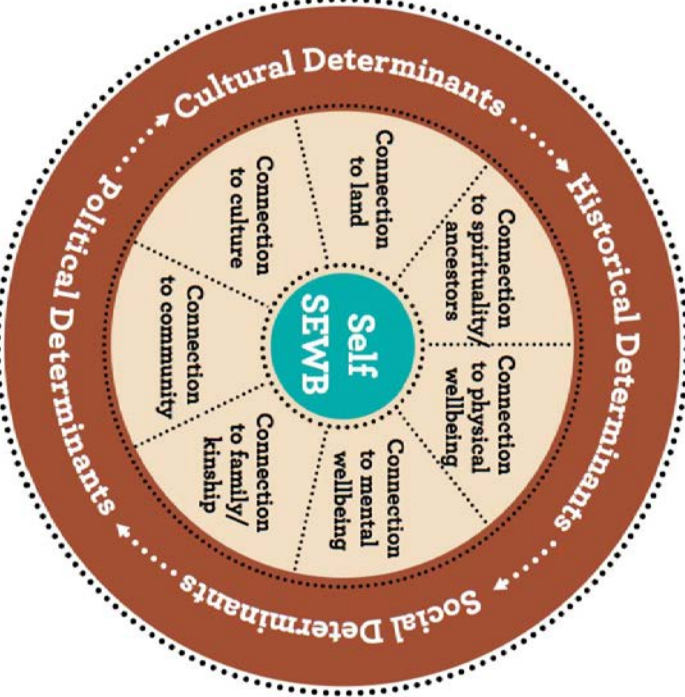 Historical Determinants
Social Determinants
Political Determinants
Cultural Determinants
Connection
to physical
wellbeing
Connection
to mental
wellbeing
Connection
to family/
kinship
Connection
to community
Connection
to culture
Connection
to land
Connection
to spirituality/
ancestors
Self
SEWB